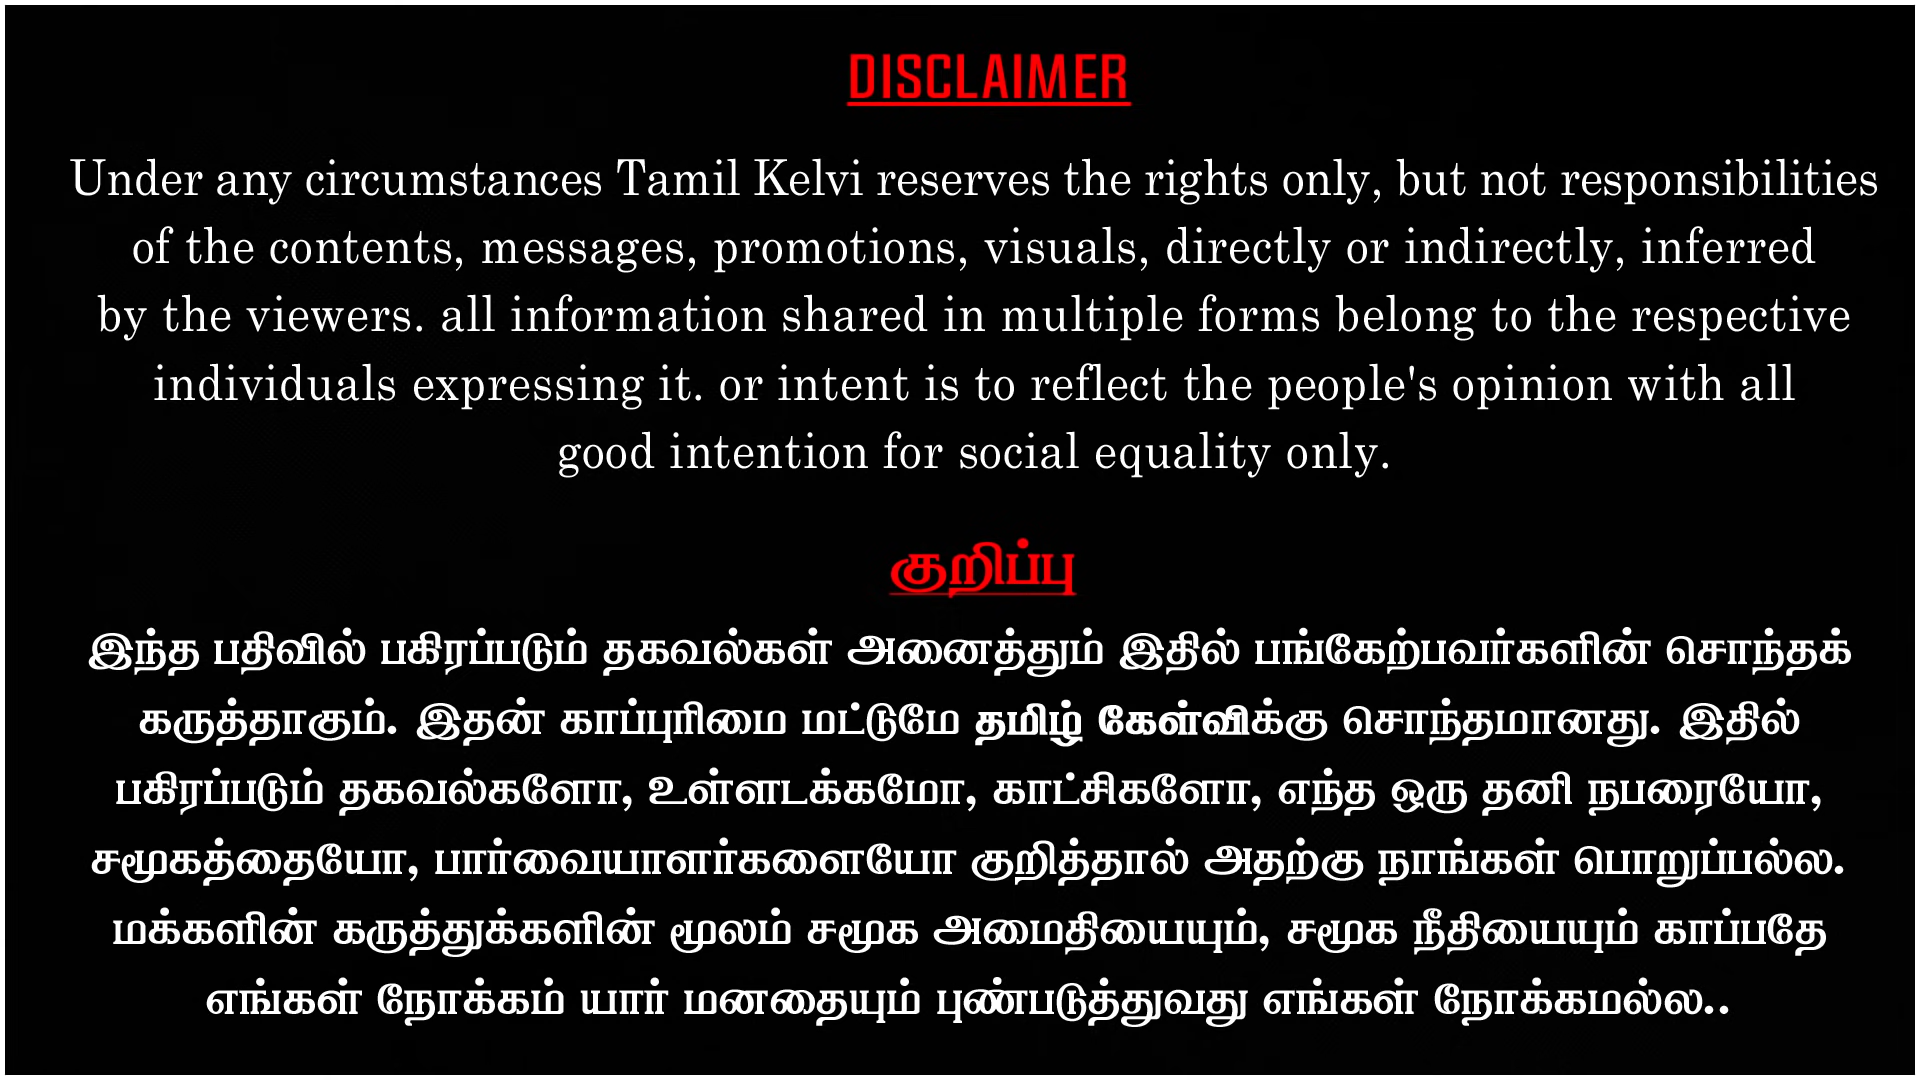 DISCLAIMER
Under any circumstances Tamil Kelvi reserves the rights only, but not responsibilities
of the contents, messages, promotions, visuals, directly or indirectly, inferred
by the viewers. all information shared in multiple forms belong to the respective
individuals expressing it. or intent is to reflect the people's opinion with all
good intention for social equality only.
குறிப்பு
இந்த பதிவில் பகிரப்படும் தகவல்கள் அனைத்தும் இதில் பங்கேற்பவர்களின் சொந்தக்
கருத்தாகும். இதன் காப்புரிமை மட்டுமே தமிழ் கேள்விக்கு சொந்தமானது. இதில்
பகிரப்படும் தகவல்களோ, உள்ளடக்கமோ, காட்சிகளோ, எந்த ஒரு தனி நபரையோ,
சமூகத்தையோ, பார்வையாளர்களையோ குறித்தால் அதற்கு நாங்கள் பொறுப்பல்ல.
மக்களின் கருத்துக்களின் மூலம் சமூக அமைதியையும், சமூக நீதியையும் காப்பதே
எங்கள் நோக்கம் யார் மனதையும் புண்படுத்துவது எங்கள் நோக்கமல்ல..